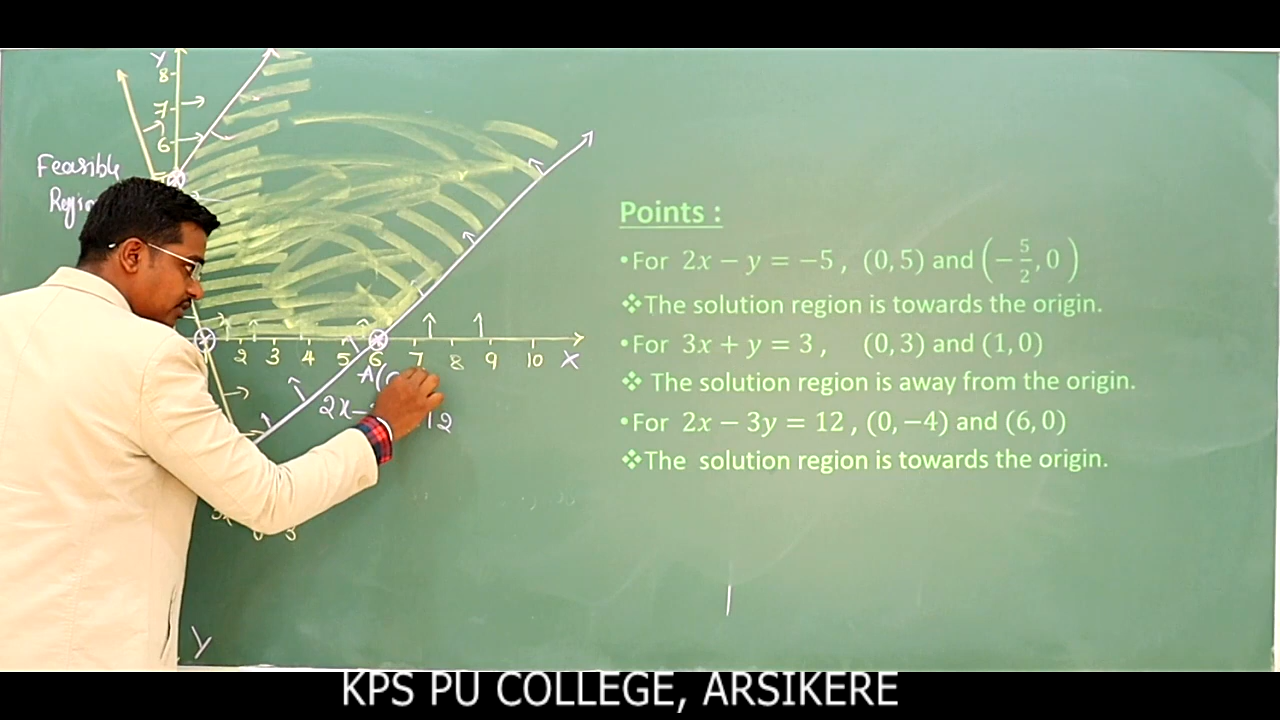 Y
8
7
6
Feasible
2 3 4 5 6 7 8 9 10 X
A(
2x- 12
Y
Points :
•For 2x − y = −5 , (0, 5) and (−5/2, 0)
❖The solution region is towards the origin.
•For 3x + y = 3 , (0, 3) and (1, 0)
❖ The solution region is away from the origin.
•For 2x − 3y = 12 , (0, −4) and (6, 0)
❖The solution region is towards the origin.
KPS PU COLLEGE, ARSIKERE